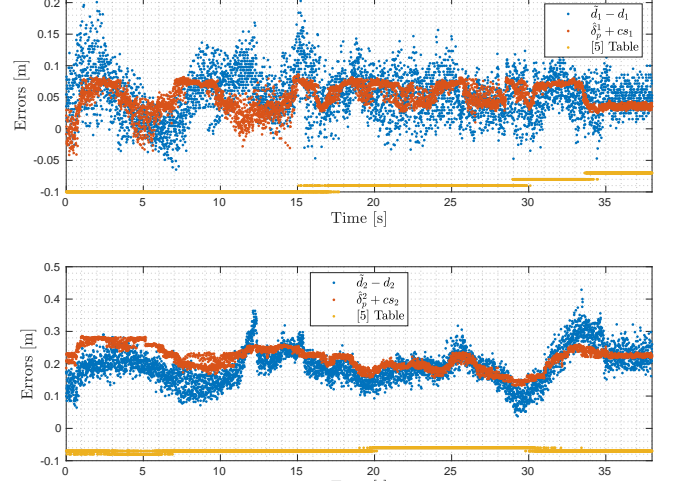 0.2
0.15
0.1
0.05
0
-0.05
-0.1
Errors [m]
d̃₁ − d₁
δ̂ₚ¹ + cs₁
[5] Table
0 5 10 15 20 25 30 35
Time [s]
0.5
0.4
0.3
0.2
0.1
0
-0.1
Errors [m]
d̃₂ − d₂
δ̂ₚ² + cs₂
[5] Table
0 5 10 15 20 25 30 35